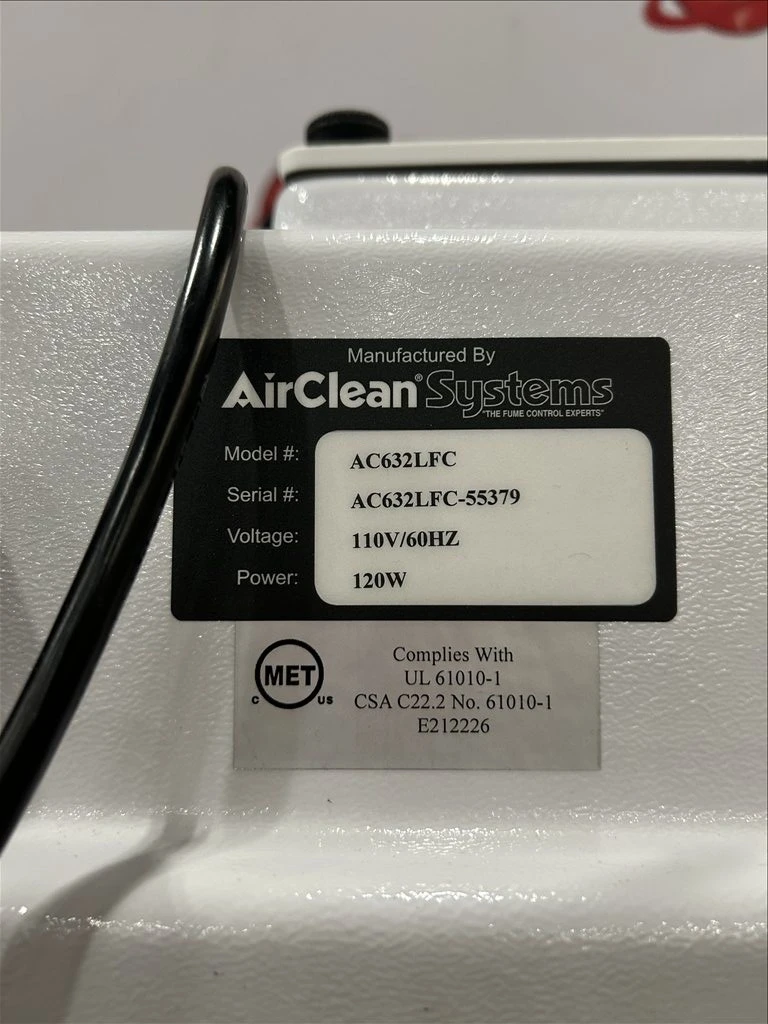 Manufactured By
AirClean® Systems
"THE FUME CONTROL EXPERTS"
Model #: AC632LFC
Serial #: AC632LFC-55379
Voltage: 110V/60HZ
Power: 120W
MET
C US
Complies With
UL 61010-1
CSA C22.2 No. 61010-1
E212226